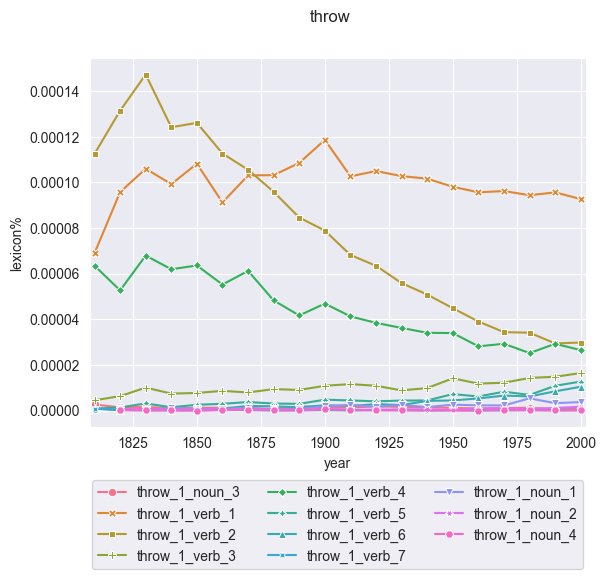 throw
0.00014
0.00012
0.00010
0.00008
0.00006
0.00004
0.00002
0.00000
lexicon%
1825 1850 1875 1900 1925 1950 1975 2000
year
throw_1_noun_3 throw_1_verb_4 throw_1_noun_1
throw_1_verb_1 throw_1_verb_5 throw_1_noun_2
throw_1_verb_2 throw_1_verb_6 throw_1_noun_4
throw_1_verb_3 throw_1_verb_7